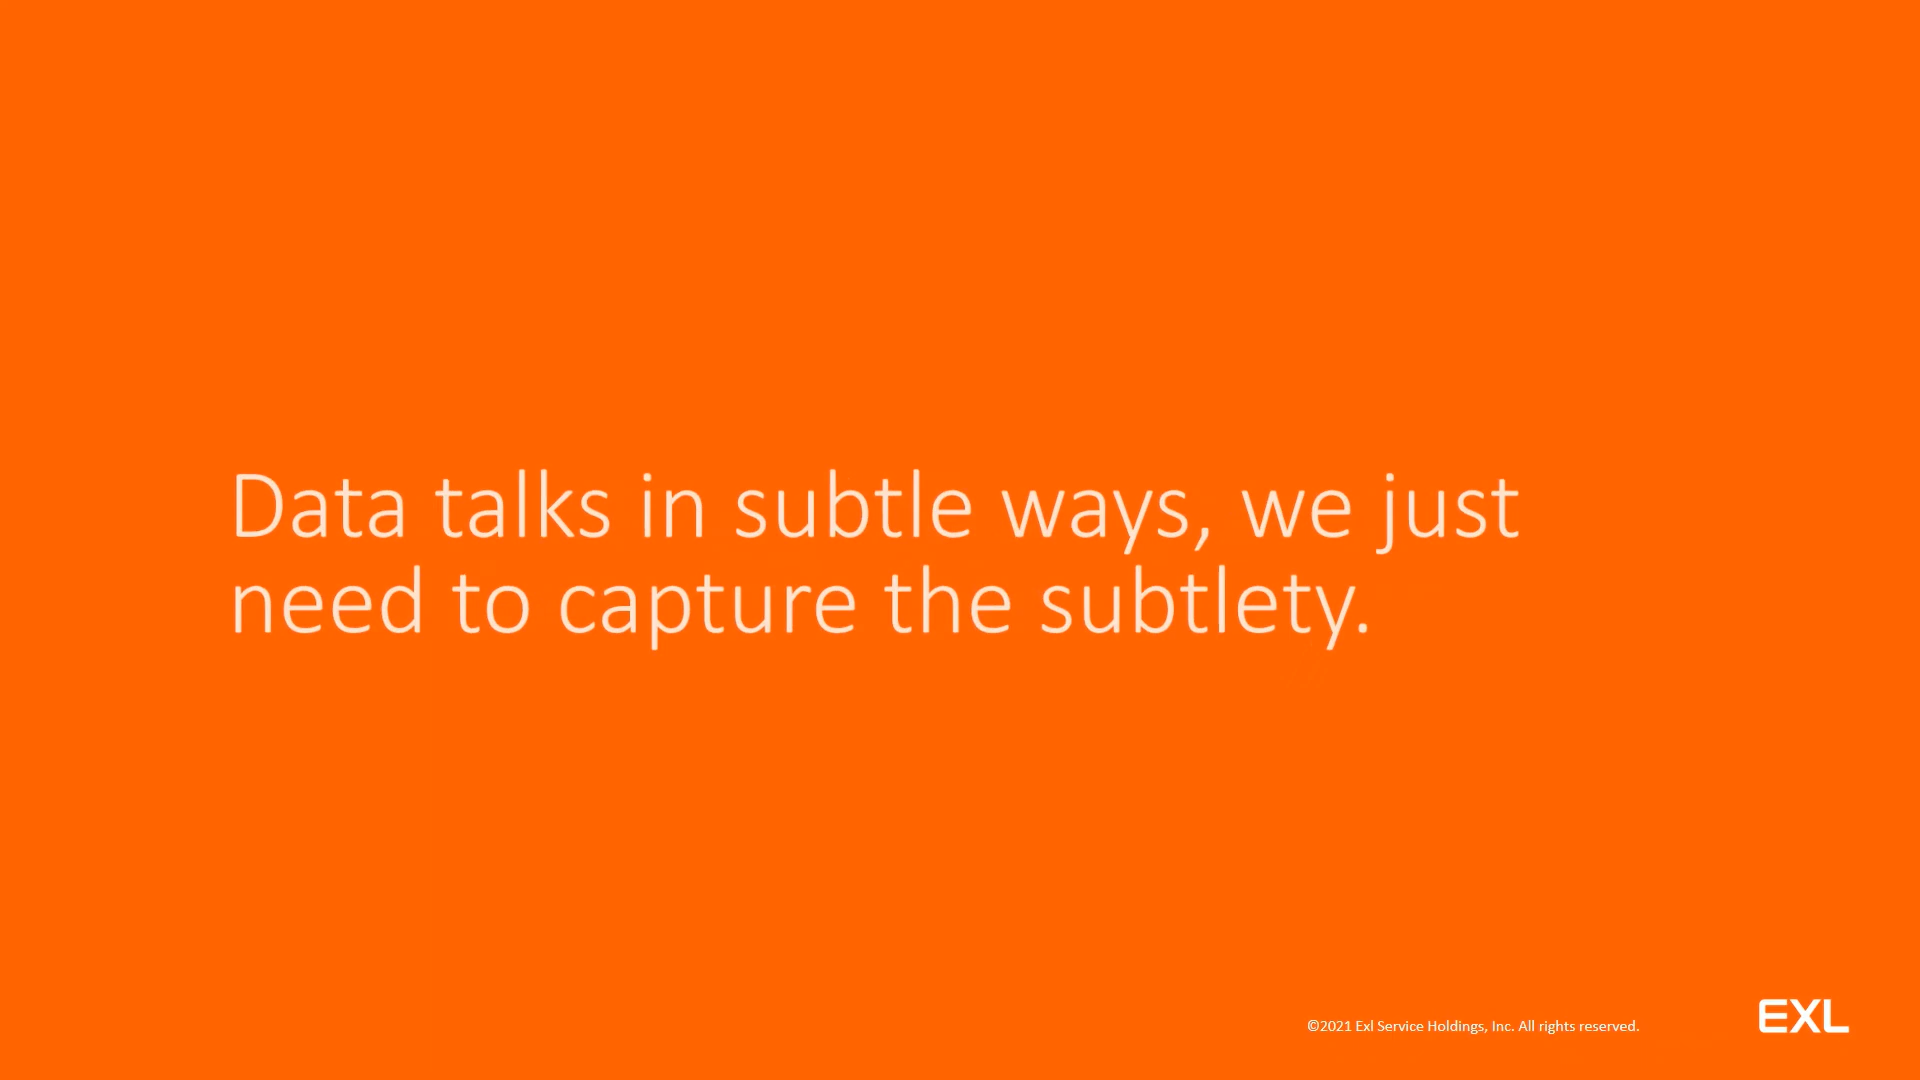 Data talks in subtle ways, we just
need to capture the subtlety.
©2021 Exl Service Holdings, Inc. All rights reserved.
EXL